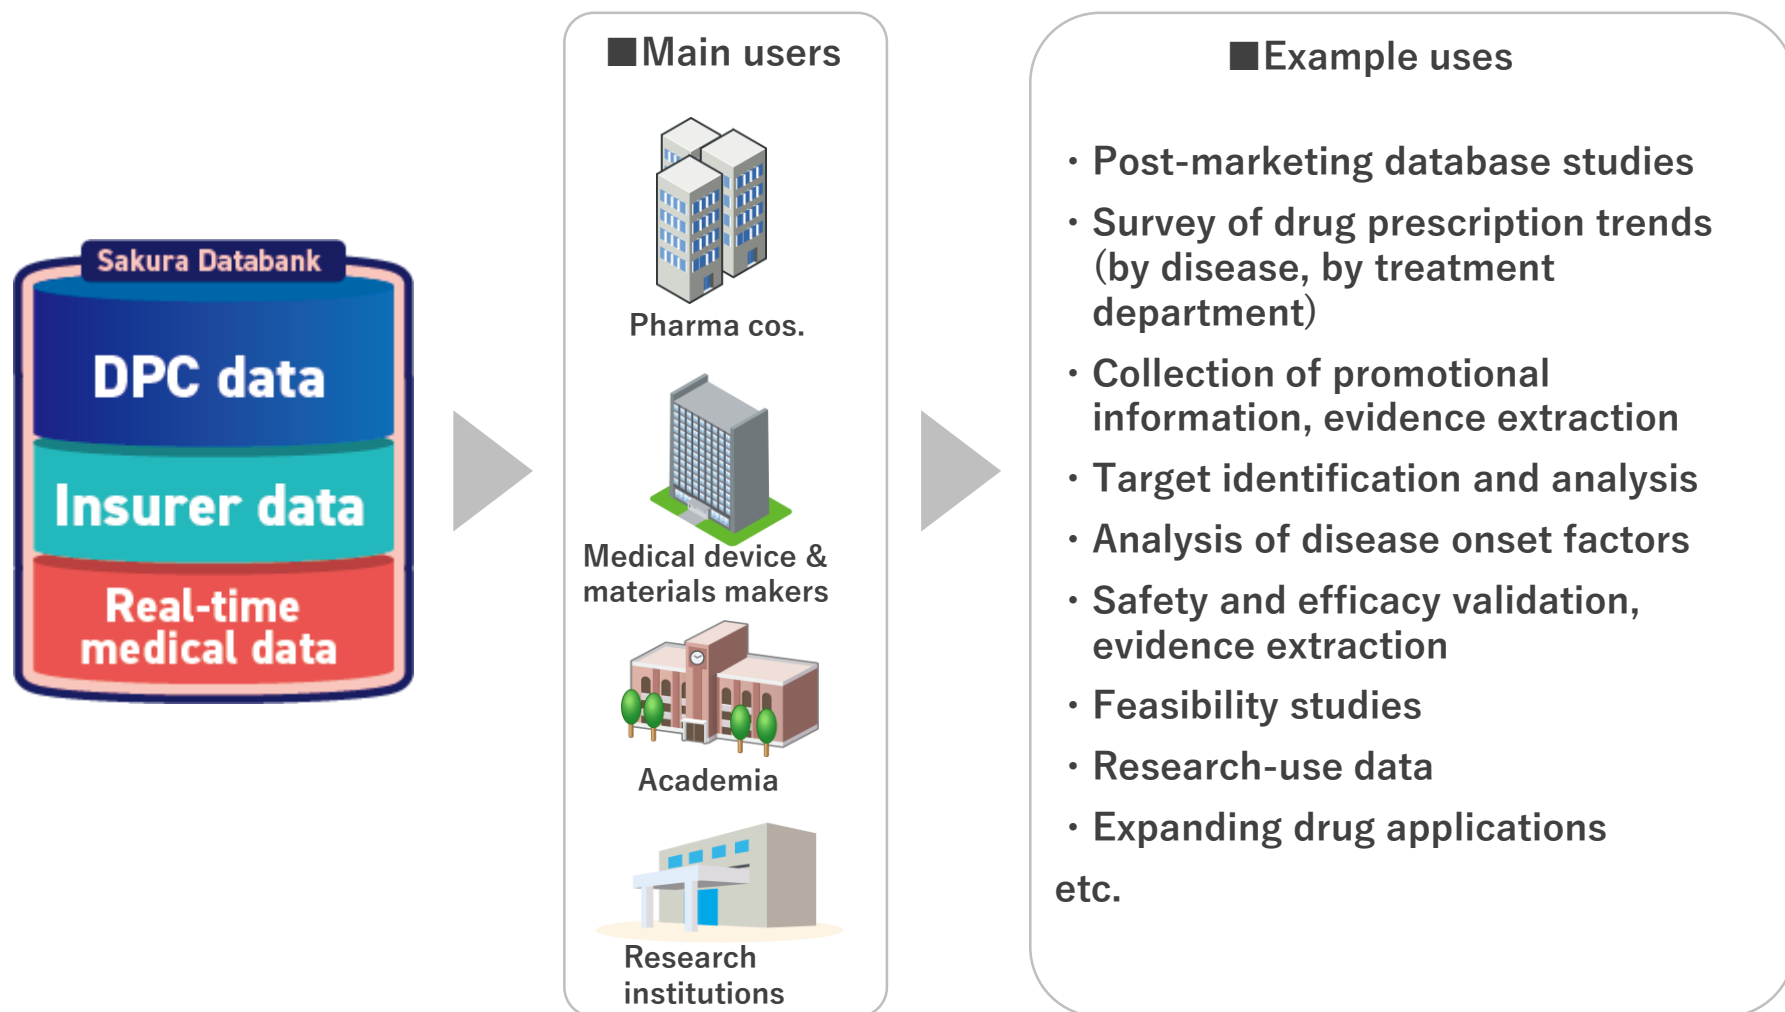 Sakura Databank
DPC data
Insurer data
Real-time
medical data
■Main users
Pharma cos.
Medical device &
materials makers
Academia
Research
institutions
■Example uses
・Post-marketing database studies
・Survey of drug prescription trends
(by disease, by treatment
department)
・Collection of promotional
information, evidence extraction
・Target identification and analysis
・Analysis of disease onset factors
・Safety and efficacy validation,
evidence extraction
・Feasibility studies
・Research-use data
・Expanding drug applications
etc.